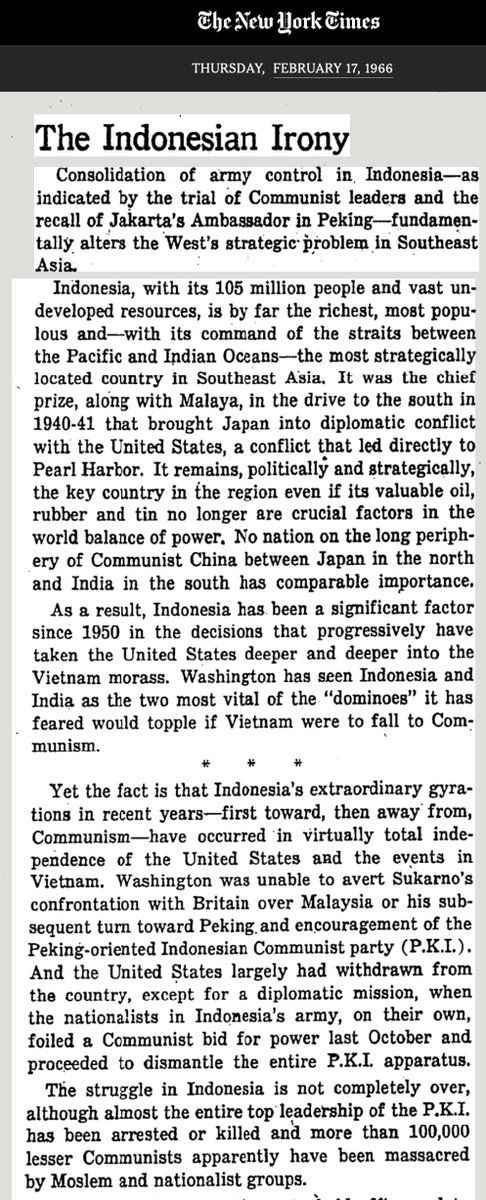 The New York Times
THURSDAY, FEBRUARY 17, 1966
The Indonesian Irony
Consolidation of army control in Indonesia—as
indicated by the trial of Communist leaders and the
recall of Jakarta's Ambassador in Peking—fundamen-
tally alters the West's strategic problem in Southeast
Asia.
Indonesia, with its 105 million people and vast un-
developed resources, is by far the richest, most popu-
lous and—with its command of the straits between
the Pacific and Indian Oceans—the most strategically
located country in Southeast Asia. It was the chief
prize, along with Malaya, in the drive to the south in
1940-41 that brought Japan into diplomatic conflict
with the United States, a conflict that led directly to
Pearl Harbor. It remains, politically and strategically,
the key country in the region even if its valuable oil,
rubber and tin no longer are crucial factors in the
world balance of power. No nation on the long periph-
ery of Communist China between Japan in the north
and India in the south has comparable importance.
As a result, Indonesia has been a significant factor
since 1950 in the decisions that progressively have
taken the United States deeper and deeper into the
Vietnam morass. Washington has seen Indonesia and
India as the two most vital of the "dominoes" it has
feared would topple if Vietnam were to fall to Com-
munism.
* * *
Yet the fact is that Indonesia's extraordinary gyra-
tions in recent years—first toward, then away from,
Communism—have occurred in virtually total inde-
pendence of the United States and the events in
Vietnam. Washington was unable to avert Sukarno's
confrontation with Britain over Malaysia or his sub-
sequent turn toward Peking and encouragement of the
Peking-oriented Indonesian Communist party (P.K.I.).
And the United States largely had withdrawn from
the country, except for a diplomatic mission, when
the nationalists in Indonesia's army, on their own,
foiled a Communist bid for power last October and
proceeded to dismantle the entire P.K.I. apparatus.
The struggle in Indonesia is not completely over,
although almost the entire top leadership of the P.K.I.
has been arrested or killed and more than 100,000
lesser Communists apparently have been massacred
by Moslem and nationalist groups.